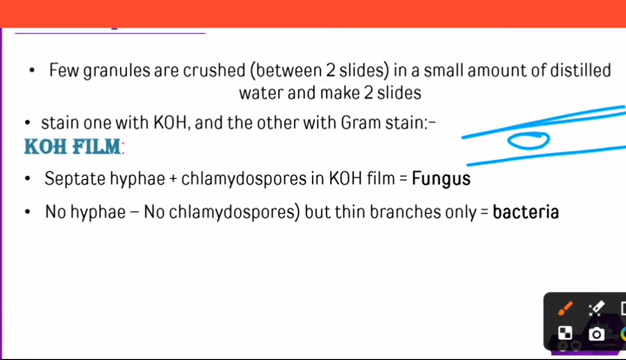 • Few granules are crushed (between 2 slides) in a small amount of distilled
water and make 2 slides
• stain one with KOH, and the other with Gram stain:-
KOH FILM:
• Septate hyphae + chlamydospores in KOH film = Fungus
• No hyphae – No chlamydospores) but thin branches only = bacteria